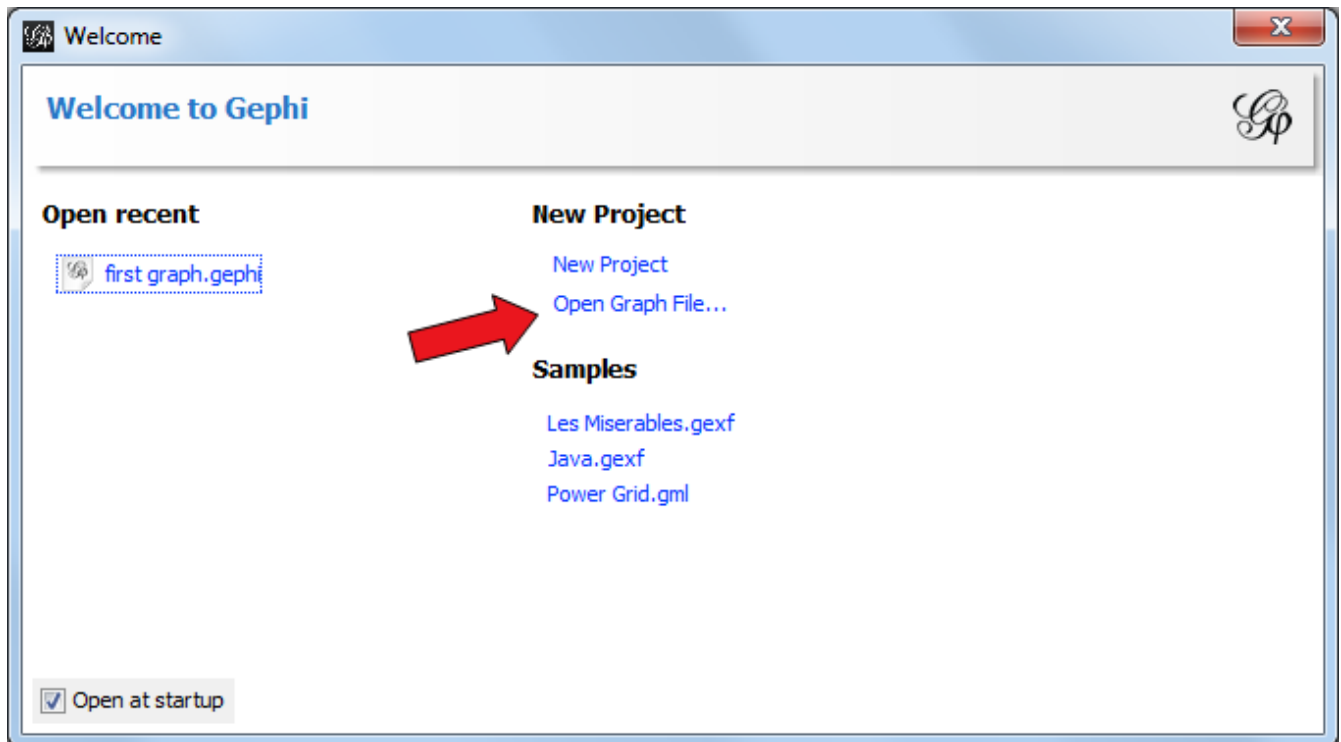 Welcome
Welcome to Gephi
Open recent
first graph.gephi
New Project
New Project
Open Graph File...
Samples
Les Miserables.gexf
Java.gexf
Power Grid.gml
Open at startup